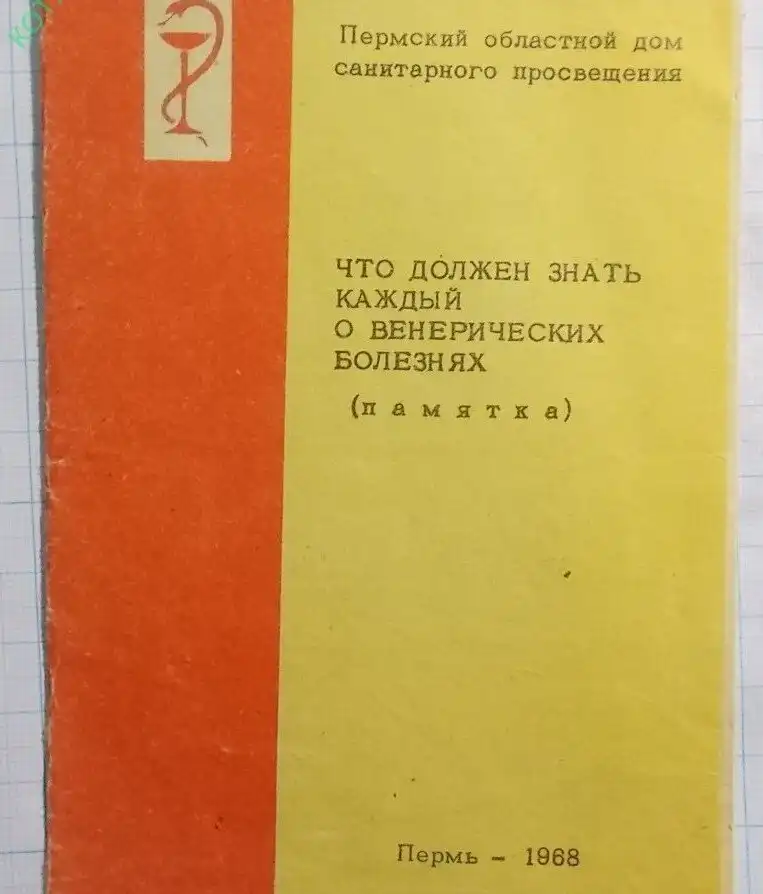 Пермский областной дом
санитарного просвещения
ЧТО ДОЛЖЕН ЗНАТЬ
КАЖДЫЙ
О ВЕНЕРИЧЕСКИХ
БОЛЕЗНЯХ
(п а м я т к а)
Пермь - 1968